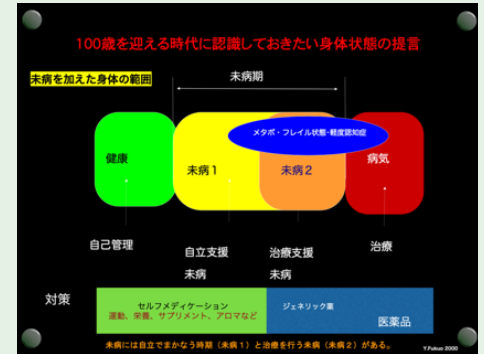 100歳を迎える時代に認識しておきたい身体状態の提言
未病を加えた身体の範囲
未病期
メタボ・フレイル状態・軽度認知症
健康
未病1
未病2
病気
自己管理
自立支援
未病
治療支援
未病
治療
対策
セルフメディケーション
運動、栄養、サプリメント、アロマなど
ジェネリック薬
医薬品
未病には自立でまかなう時期（未病1）と治療を行う未病（未病2）がある。
Y.Fukuo 2000